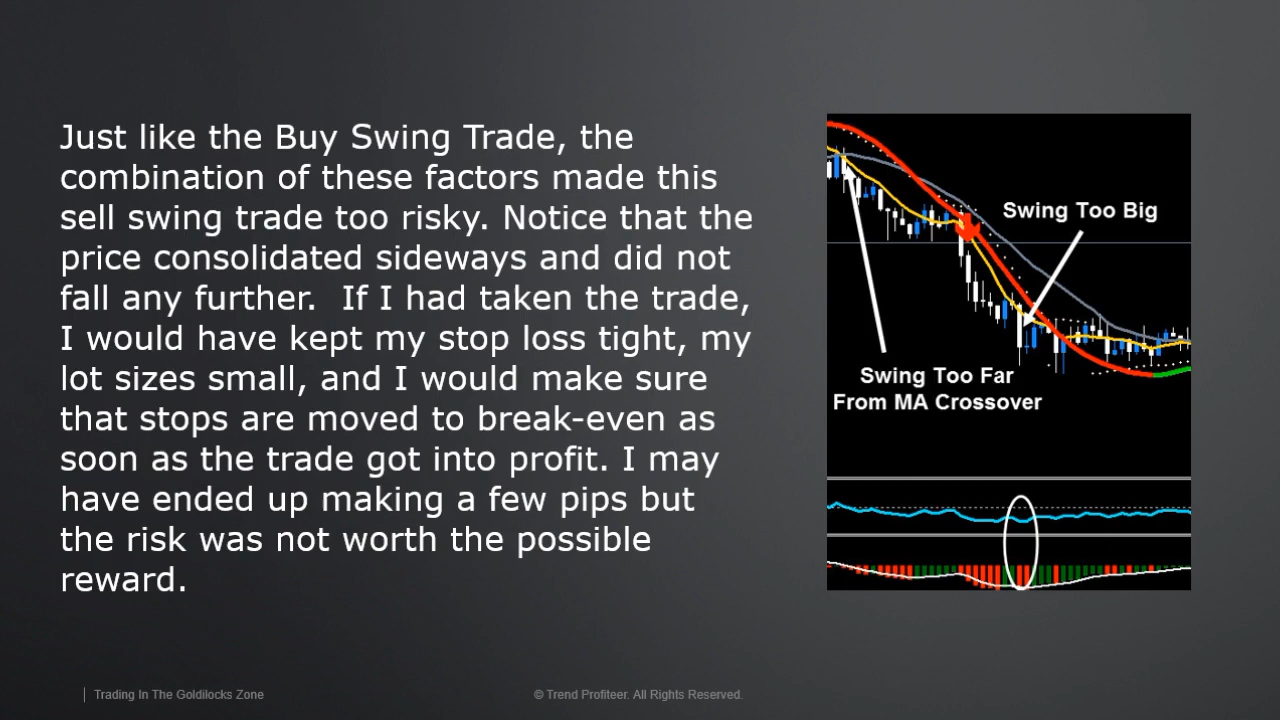 Just like the Buy Swing Trade, the
combination of these factors made this
sell swing trade too risky. Notice that the
price consolidated sideways and did not
fall any further.  If I had taken the trade,
I would have kept my stop loss tight, my
lot sizes small, and I would make sure
that stops are moved to break-even as
soon as the trade got into profit. I may
have ended up making a few pips but
the risk was not worth the possible
reward.
Swing Too Big
Swing Too Far
From MA Crossover
Trading In The Goldilocks Zone
© Trend Profiteer. All Rights Reserved.